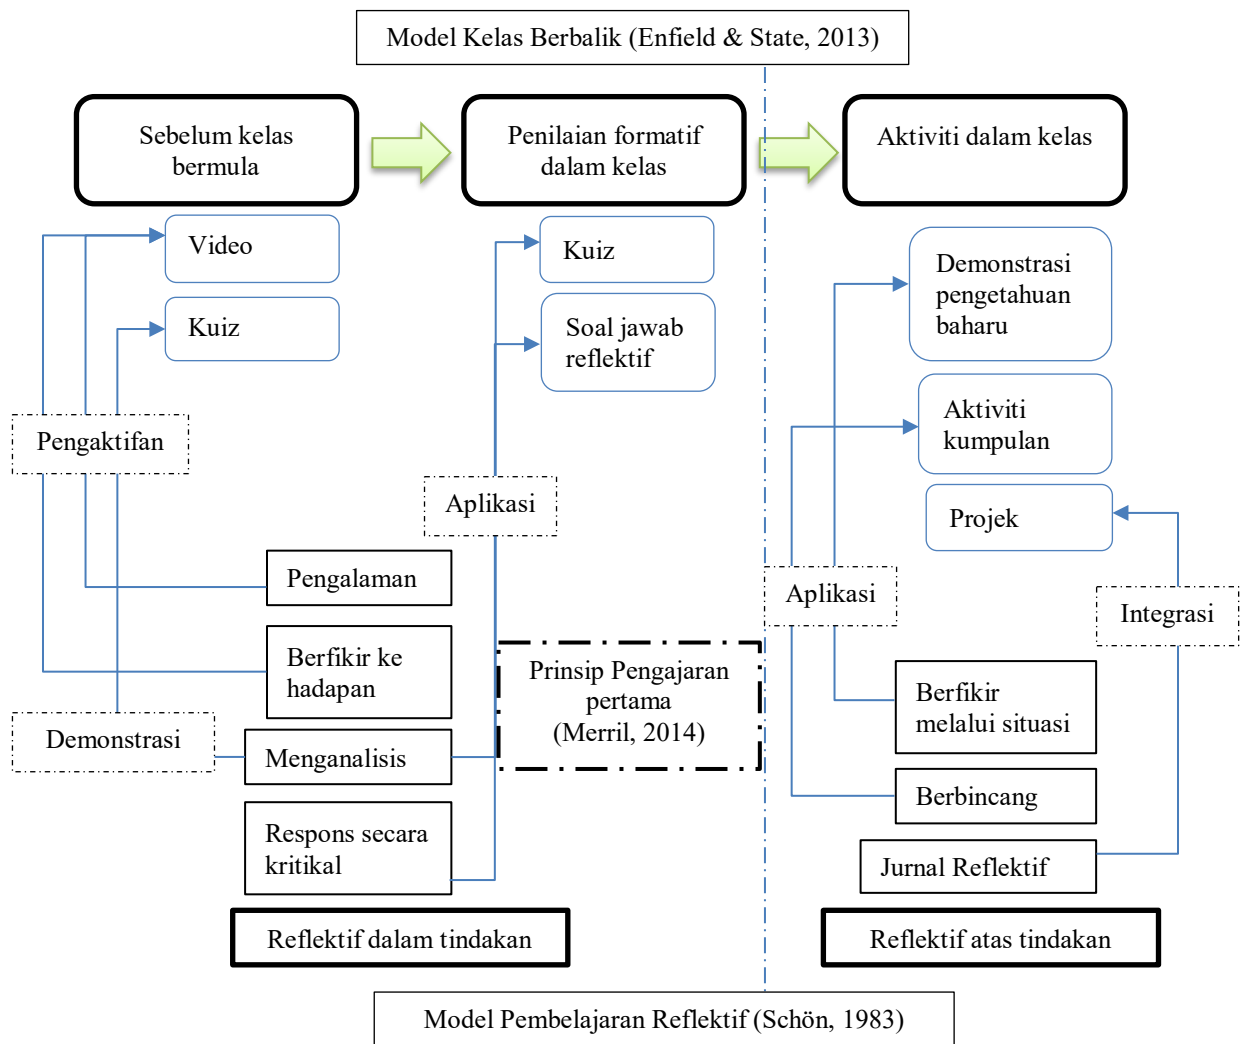 Model Kelas Berbalik (Enfield & State, 2013)
Sebelum kelas
bermula
Penilaian formatif
dalam kelas
Aktiviti dalam kelas
Video
Kuiz
Kuiz
Soal jawab
reflektif
Demonstrasi
pengetahuan
baharu
Aktiviti
kumpulan
Projek
Pengaktifan
Aplikasi
Aplikasi
Integrasi
Pengalaman
Berfikir ke
hadapan
Demonstrasi
Menganalisis
Respons secara
kritikal
Prinsip Pengajaran
pertama
(Merril, 2014)
Berfikir
melalui situasi
Berbincang
Jurnal Reflektif
Reflektif dalam tindakan
Reflektif atas tindakan
Model Pembelajaran Reflektif (Schön, 1983)